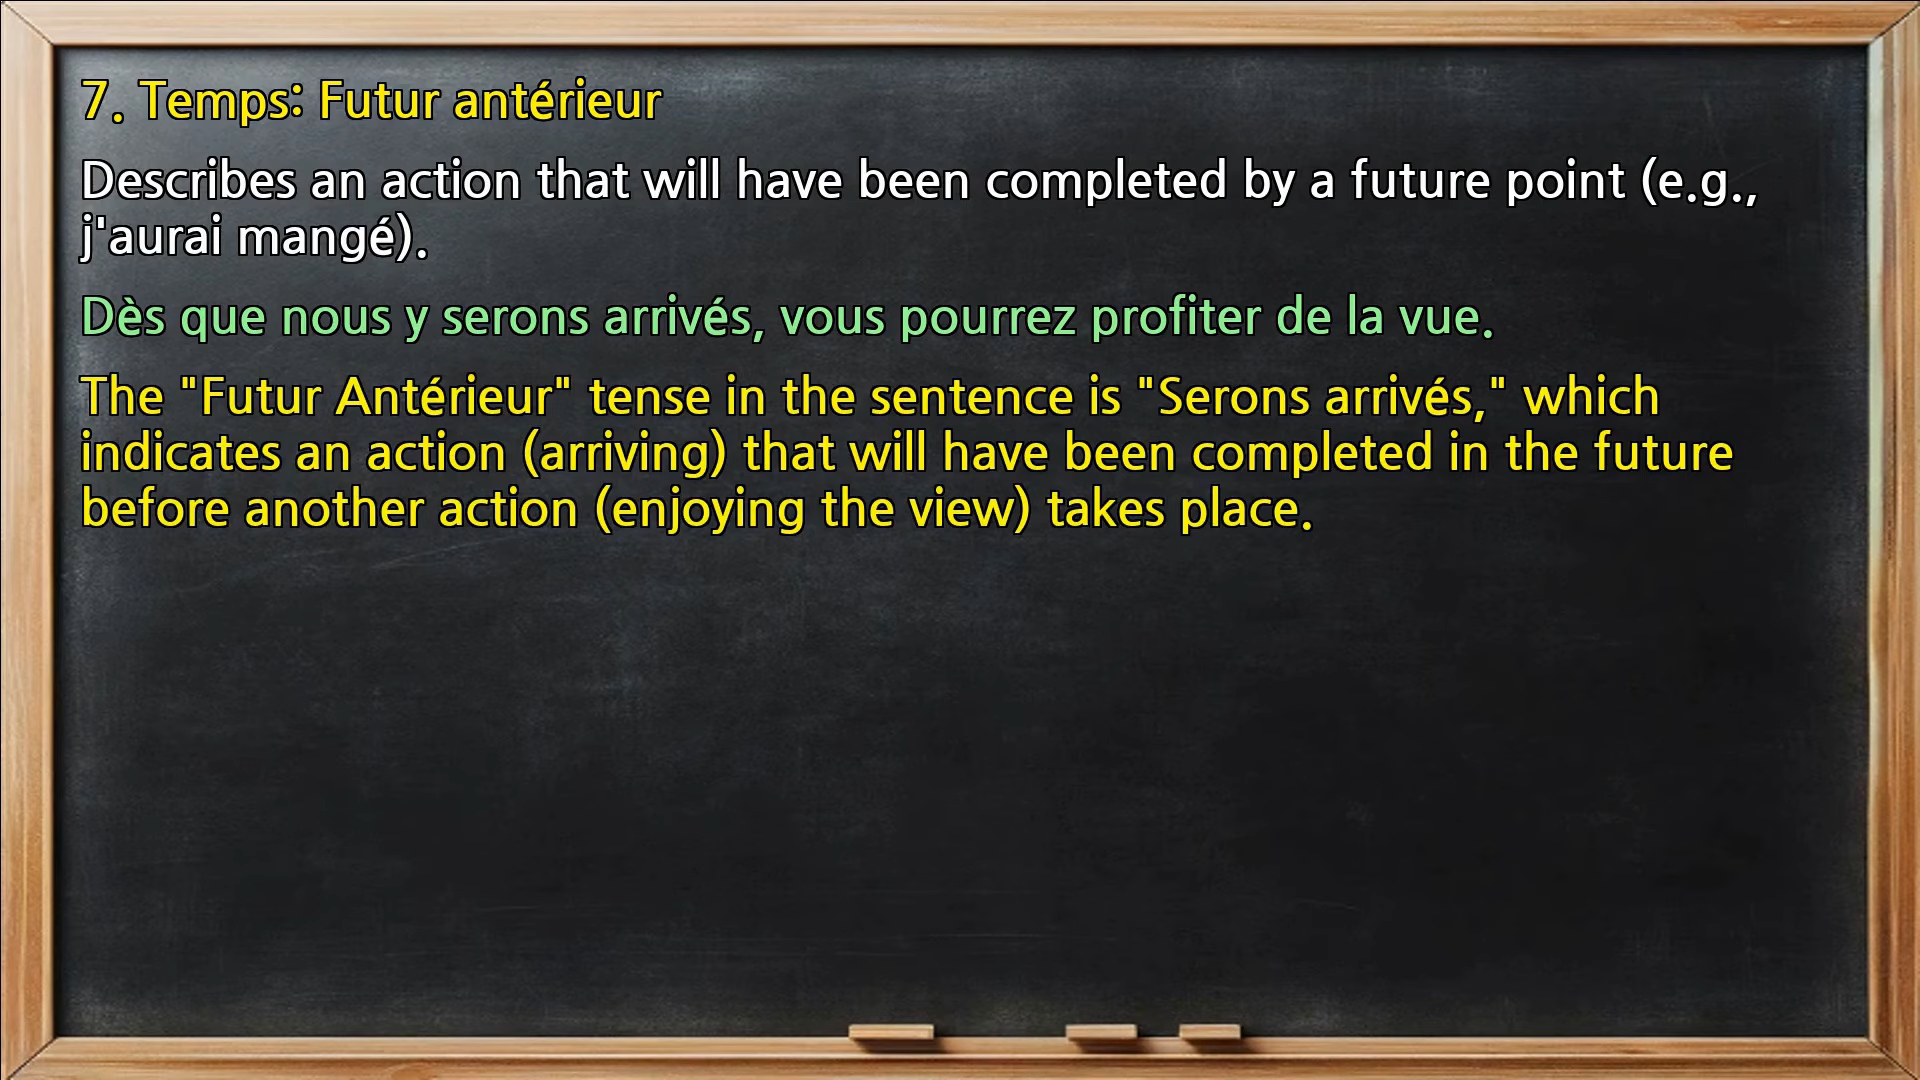 7. Temps: Futur antérieur
Describes an action that will have been completed by a future point (e.g.,
j'aurai mangé).
Dès que nous y serons arrivés, vous pourrez profiter de la vue.
The "Futur Antérieur" tense in the sentence is "Serons arrivés," which
indicates an action (arriving) that will have been completed in the future
before another action (enjoying the view) takes place.